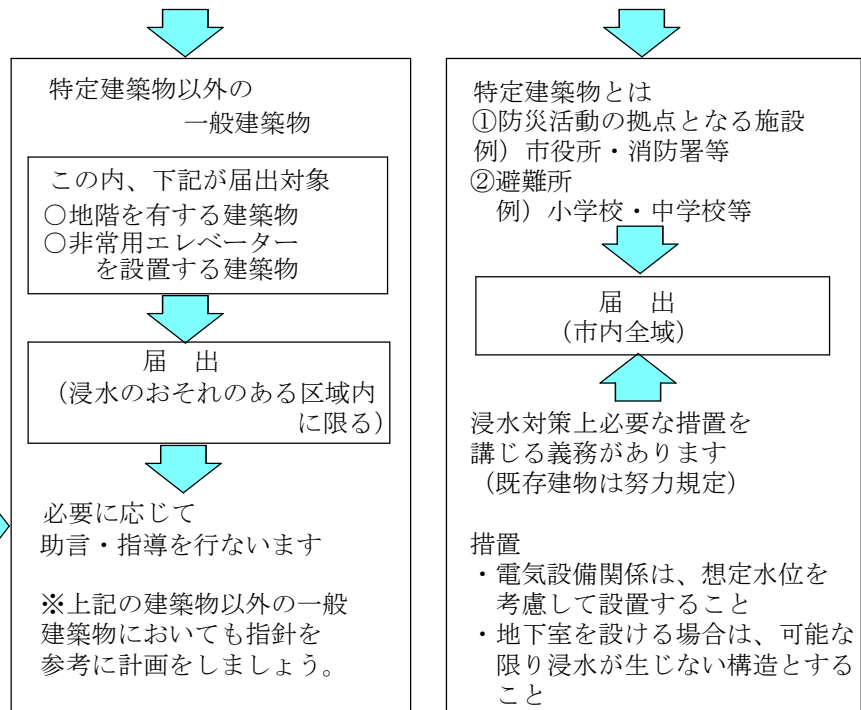 特定建築物以外の
一般建築物
この内、下記が届出対象
○地階を有する建築物
○非常用エレベーター
を設置する建築物
届　出
（浸水のおそれのある区域内
に限る）
必要に応じて
助言・指導を行ないます
※上記の建築物以外の一般
建築物においても指針を
参考に計画をしましょう。
特定建築物とは
①防災活動の拠点となる施設
例）市役所・消防署等
②避難所
例）小学校・中学校等
届　出
（市内全域）
浸水対策上必要な措置を
講じる義務があります
（既存建物は努力規定）
措置
・電気設備関係は、想定水位を
考慮して設置すること
・地下室を設ける場合は、可能な
限り浸水が生じない構造とする
こと